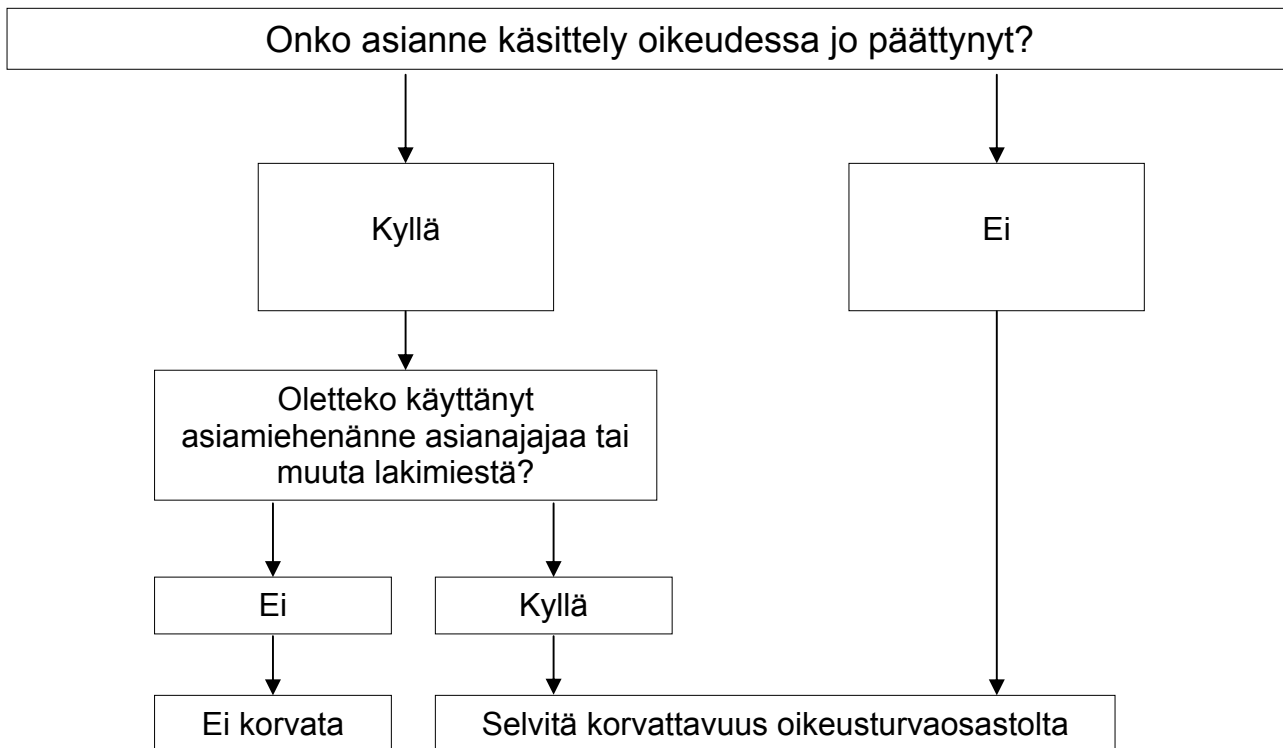 Onko asianne käsittely oikeudessa jo päättynyt?
Kyllä
Ei
Oletteko käyttänyt
asiamiehenänne asianajajaa tai
muuta lakimiestä?
Ei
Kyllä
Ei korvata
Selvitä korvattavuus oikeusturvaosastolta